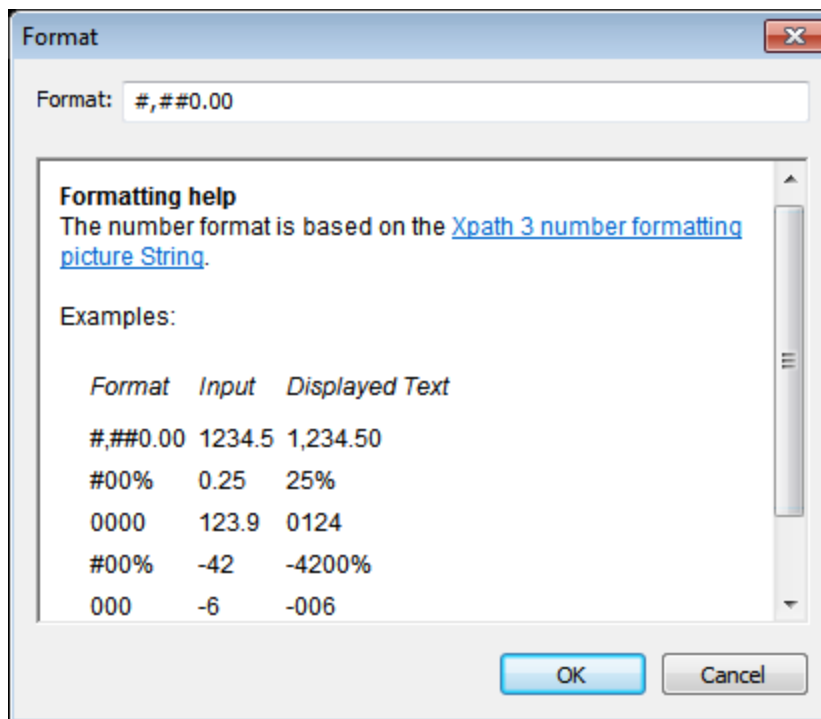 Format
Format: #,##0.00
Formatting help
The number format is based on the Xpath 3 number formatting
picture String.
Examples:
Format Input Displayed Text
#,##0.00 1234.5 1,234.50
#00% 0.25 25%
0000 123.9 0124
#00% -42 -4200%
000 -6 -006
OK Cancel